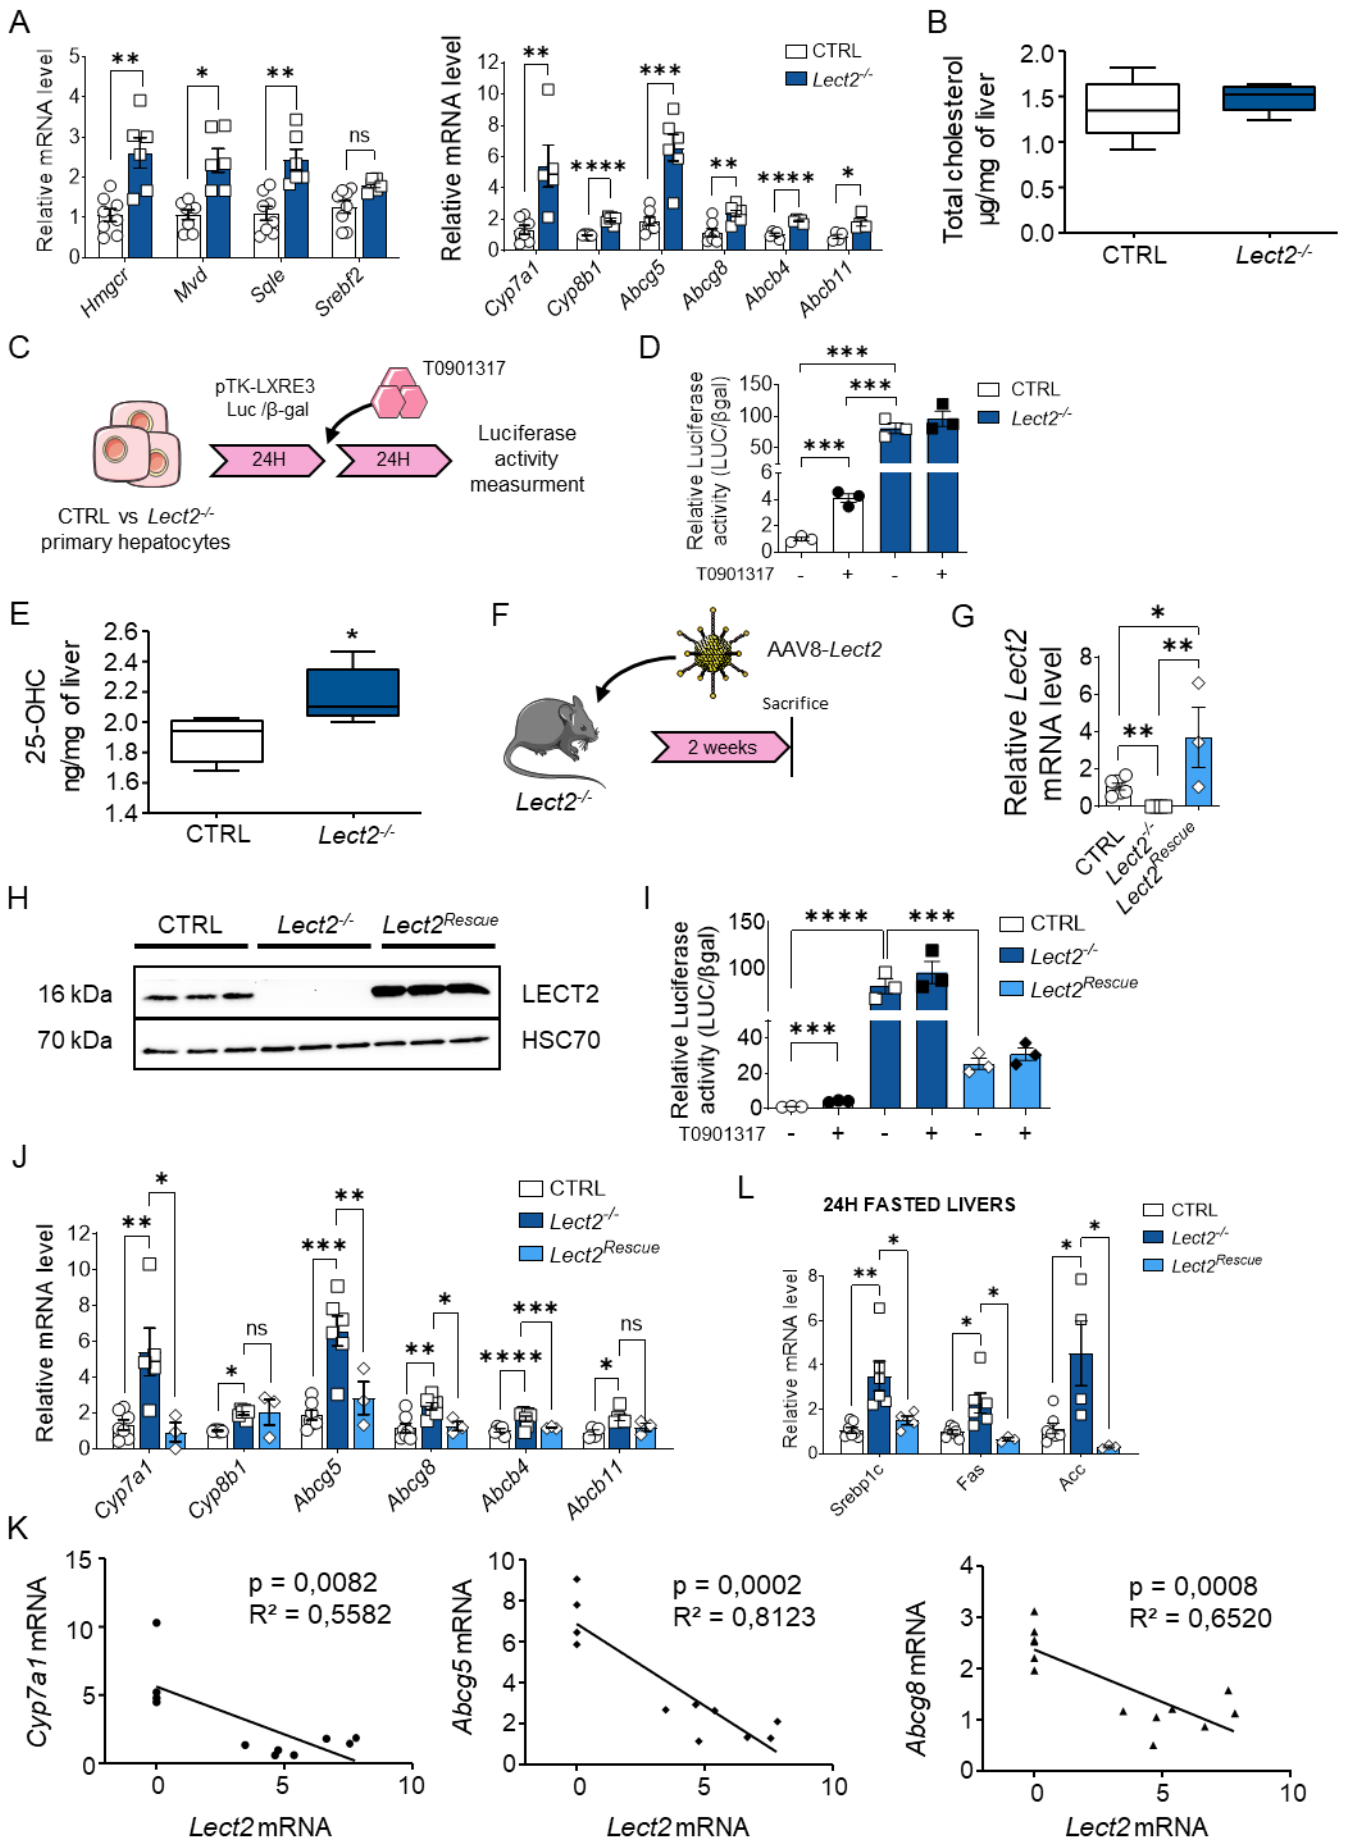 A
Relative mRNA level
5
4
3
2
1
0
**
*
**
ns
Hmgcr
Mvd
Sqle
Srebf2
Relative mRNA level
12
10
8
6
4
2
0
**
****
***
**
****
*
Cyp7a1
Cyp8b1
Abcg5
Abcg8
Abcb4
Abcb11
CTRL
Lect2-/-
B
Total cholesterol
µg/mg of liver
2.0
1.5
1.0
0.5
0.0
CTRL
Lect2-/-
C
T0901317
pTK-LXRE3
Luc /β-gal
24H
24H
Luciferase
activity
measurment
CTRL vs Lect2-/-
primary hepatocytes
D
Relative Luciferase
activity (LUC/βgal)
150
100
50
6
4
2
0
***
***
***
CTRL
Lect2-/-
T0901317 - + - +
E
25-OHC
ng/mg of liver
2.6
2.4
2.2
2.0
1.8
1.6
1.4
*
CTRL
Lect2-/-
F
AAV8-Lect2
Sacrifice
2 weeks
Lect2-/-
G
Relative Lect2
mRNA level
8
6
4
2
0
*
**
**
CTRL
Lect2-/-
Lect2Rescue
H
CTRL Lect2-/- Lect2Rescue
16 kDa LECT2
70 kDa HSC70
I
Relative Luciferase
activity (LUC/βgal)
150
100
40
20
0
**** ***
***
CTRL
Lect2-/-
Lect2Rescue
T0901317 - + - + - +
J
Relative mRNA level
12
10
8
6
4
2
0
**
*
*
ns
***
**
**
*
****
***
*
ns
CTRL
Lect2-/-
Lect2Rescue
Cyp7a1
Cyp8b1
Abcg5
Abcg8
Abcb4
Abcb11
L
24H FASTED LIVERS
Relative mRNA level
8
6
4
2
0
**
*
*
*
*
*
CTRL
Lect2-/-
Lect2Rescue
Srebp1c
Fas
Acc
K
Cyp7a1 mRNA
15
10
5
0
p = 0,0082
R² = 0,5582
0 5 10
Lect2 mRNA
Abcg5 mRNA
10
8
6
4
2
0
p = 0,0002
R² = 0,8123
0 5 10
Lect2 mRNA
Abcg8 mRNA
4
3
2
1
0
p = 0,0008
R² = 0,6520
0 5 10
Lect2 mRNA